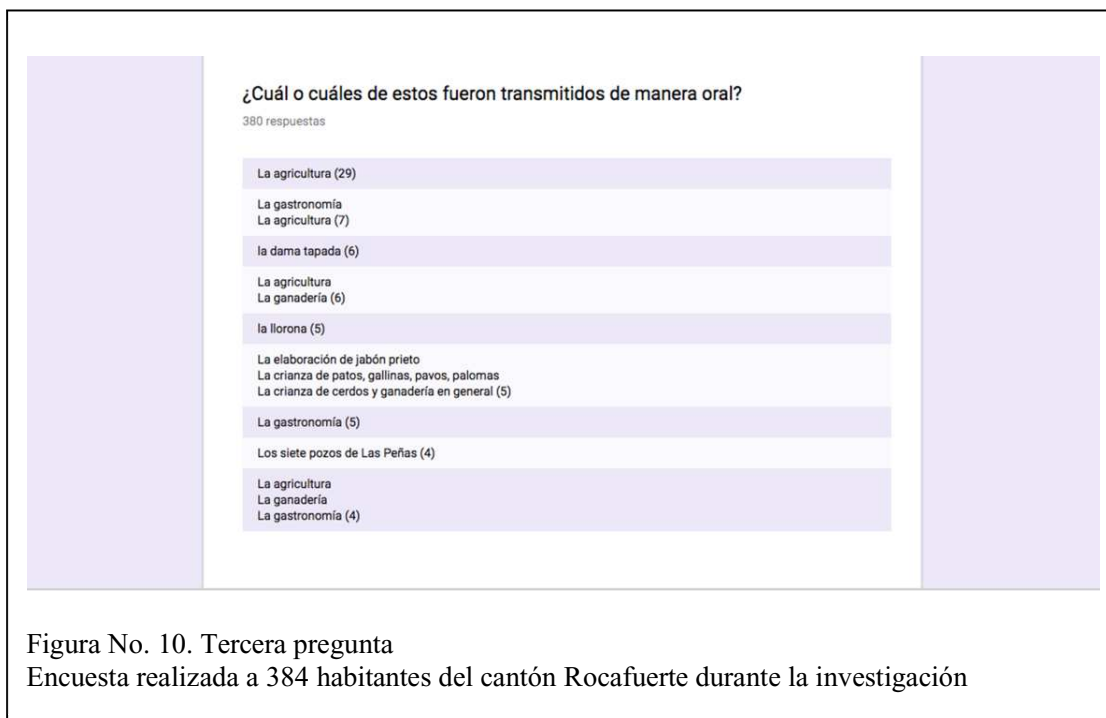 ¿Cuál o cuáles de estos fueron transmitidos de manera oral?
380 respuestas
La agricultura (29)
La gastronomía
La agricultura (7)
la dama tapada (6)
La agricultura
La ganadería (6)
la llorona (5)
La elaboración de jabón prieto
La crianza de patos, gallinas, pavos, palomas
La crianza de cerdos y ganadería en general (5)
La gastronomía (5)
Los siete pozos de Las Peñas (4)
La agricultura
La ganadería
La gastronomía (4)
Figura No. 10. Tercera pregunta
Encuesta realizada a 384 habitantes del cantón Rocafuerte durante la investigación